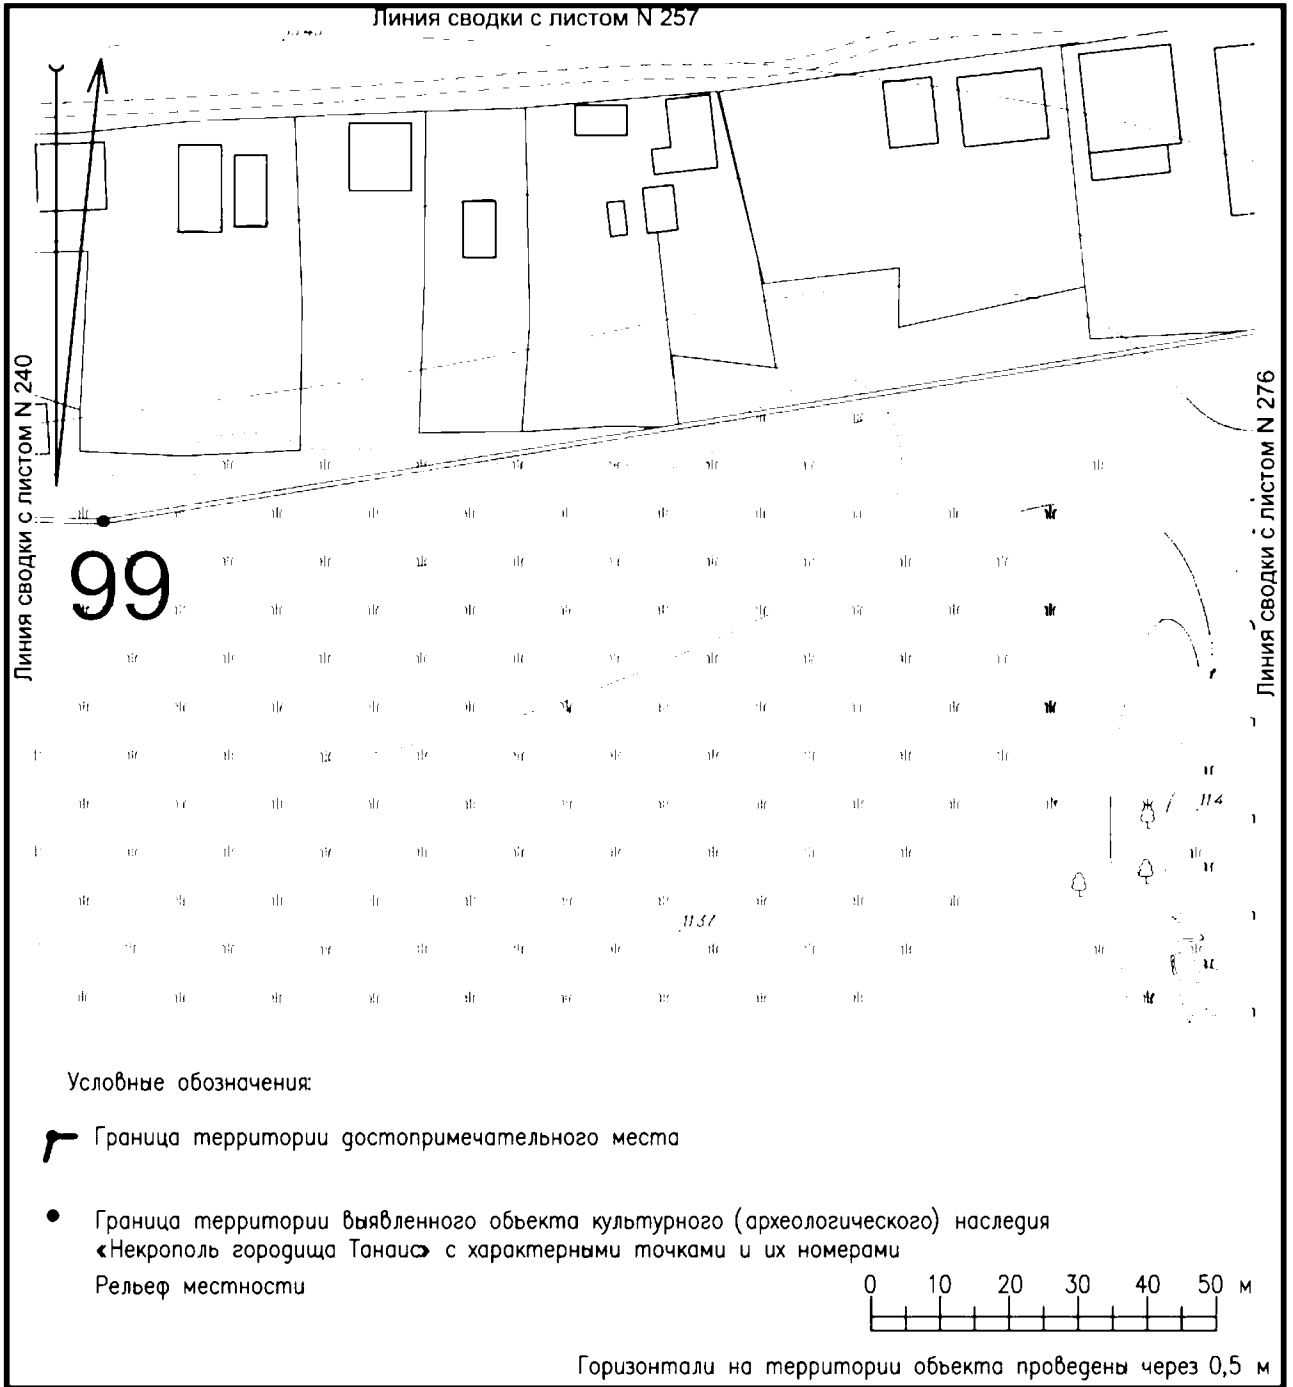 Линия сводки с листом N 257
Линия сводки с листом N 240
Линия сводки с листом N 276
99
114
1137
Условные обозначения:
Граница территории достопримечательного места
Граница территории выявленного объекта культурного (археологического) наследия
«Некрополь городища Танаис» с характерными точками и их номерами
Рельеф местности
0 10 20 30 40 50 м
Горизонтали на территории объекта проведены через 0,5 м